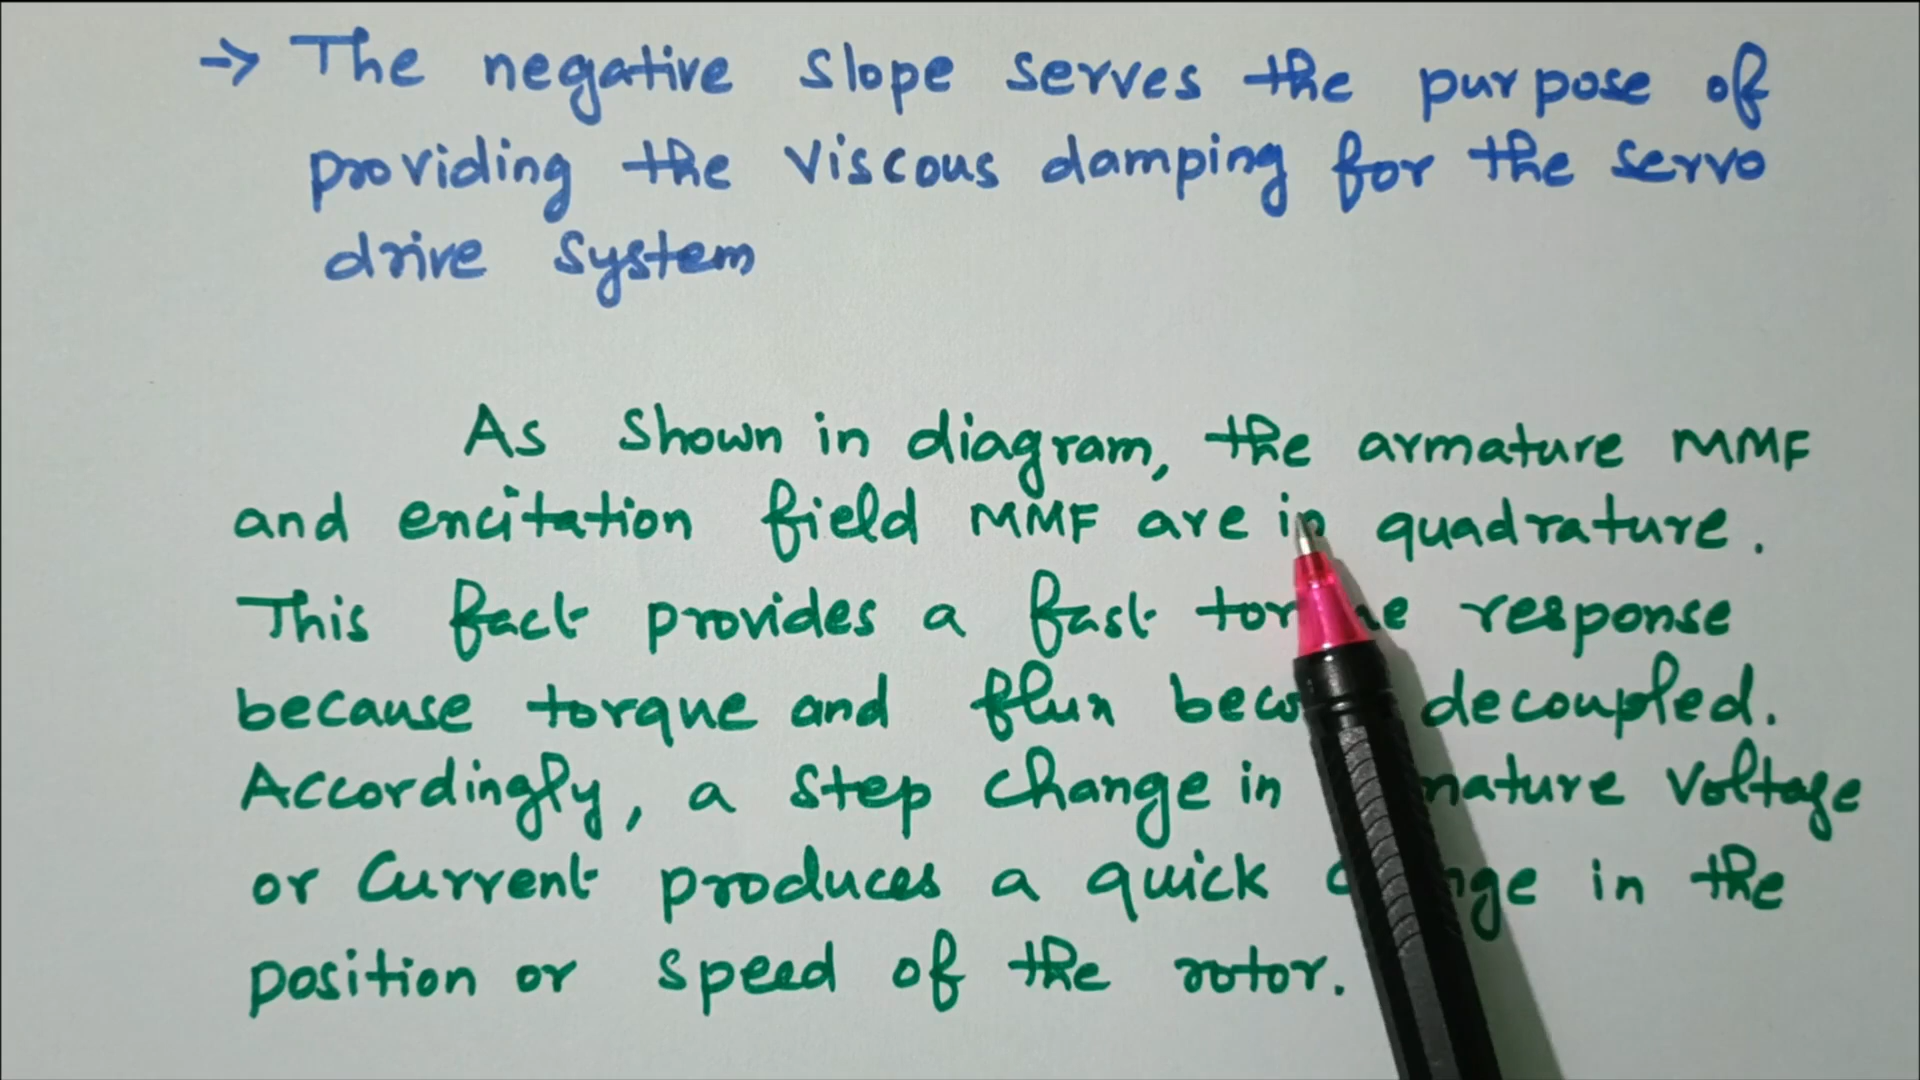 → The negative slope serves the purpose of
providing the viscous damping for the servo
drive system
As shown in diagram, the armature MMF
and encitation field MMF are in quadrature.
This fact provides a fast response
because torque and flux decoupled.
Accordingly, a step change in voltage
or current produces a quick in the
position or speed of the rotor.